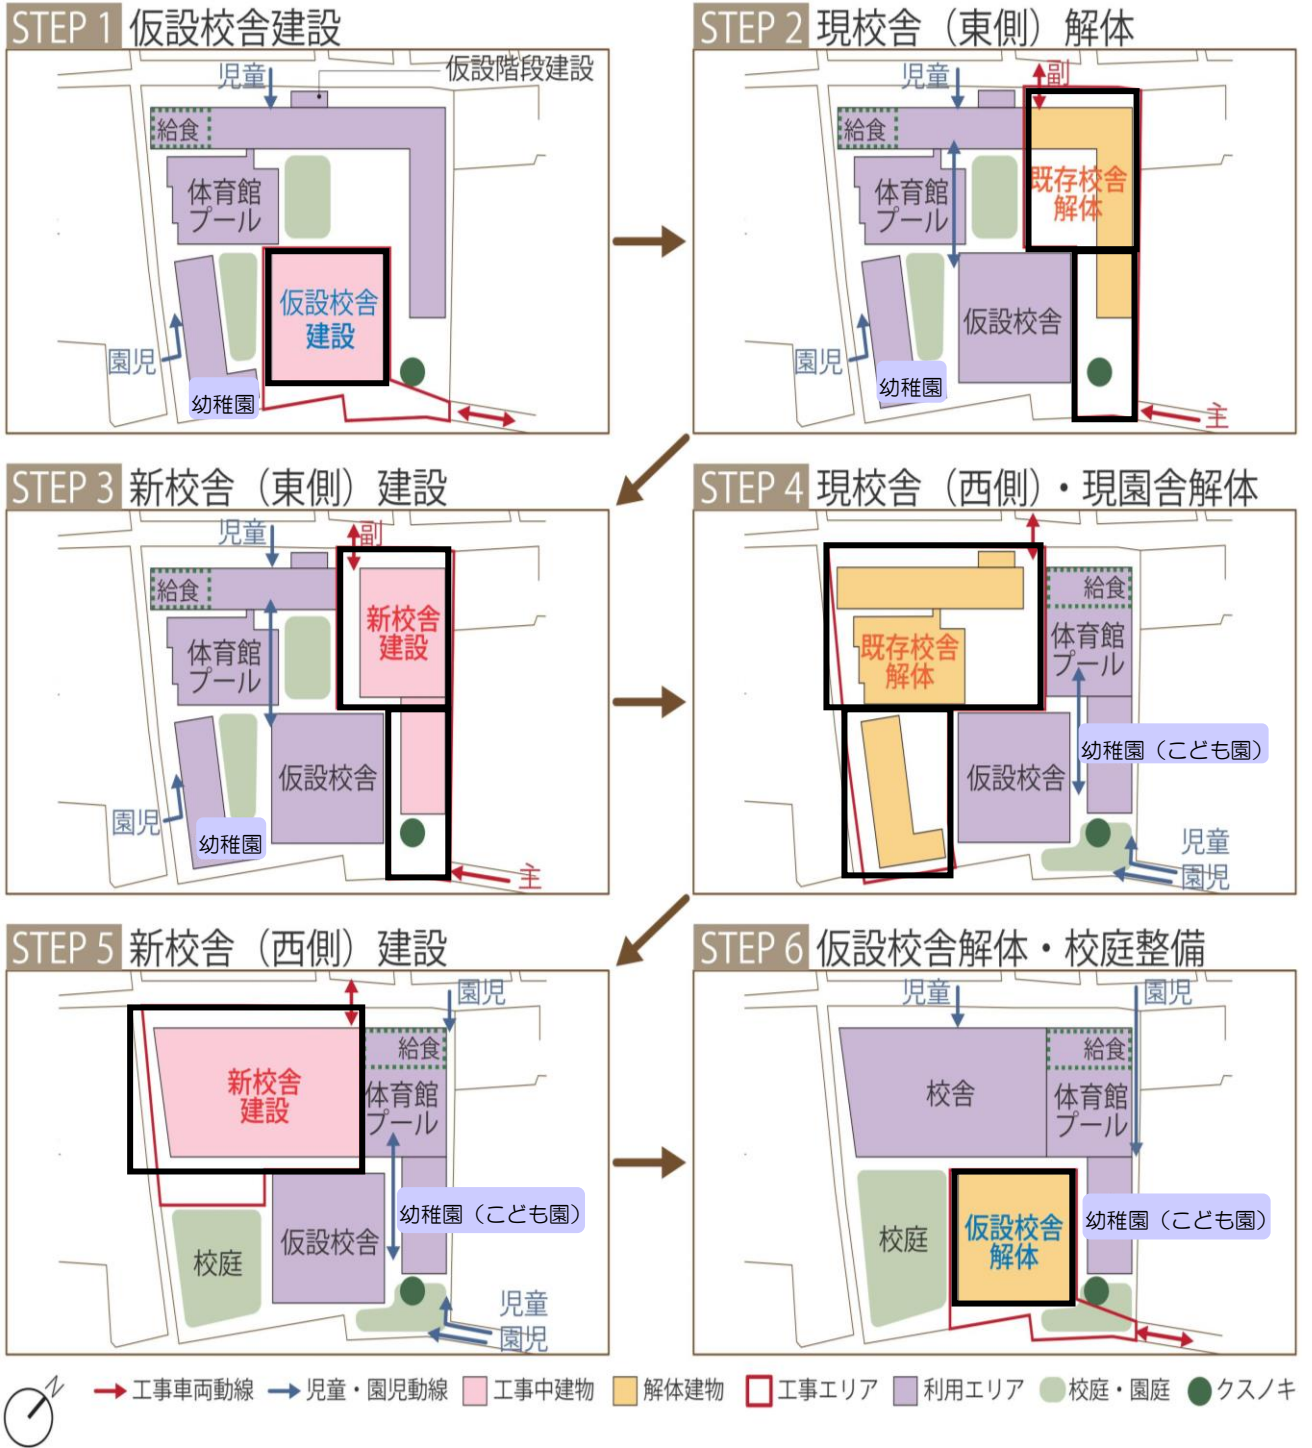 STEP 1 仮設校舎建設
児童
仮設階段建設
給食
体育館
プール
仮設校舎
建設
園児
幼稚園
STEP 2 現校舎（東側）解体
児童
副
給食
体育館
プール
既存校舎
解体
仮設校舎
園児
幼稚園
主
STEP 3 新校舎（東側）建設
児童
副
給食
体育館
プール
新校舎
建設
仮設校舎
園児
幼稚園
主
STEP 4 現校舎（西側）・現園舎解体
給食
既存校舎
解体
体育館
プール
仮設校舎
幼稚園（こども園）
児童
園児
STEP 5 新校舎（西側）建設
園児
給食
新校舎
建設
体育館
プール
幼稚園（こども園）
校庭
仮設校舎
児童
園児
STEP 6 仮設校舎解体・校庭整備
児童
園児
給食
校舎
体育館
プール
幼稚園（こども園）
校庭
仮設校舎
解体
N
工事車両動線 児童・園児動線 工事中建物 解体建物 工事エリア 利用エリア 校庭・園庭 クスノキ